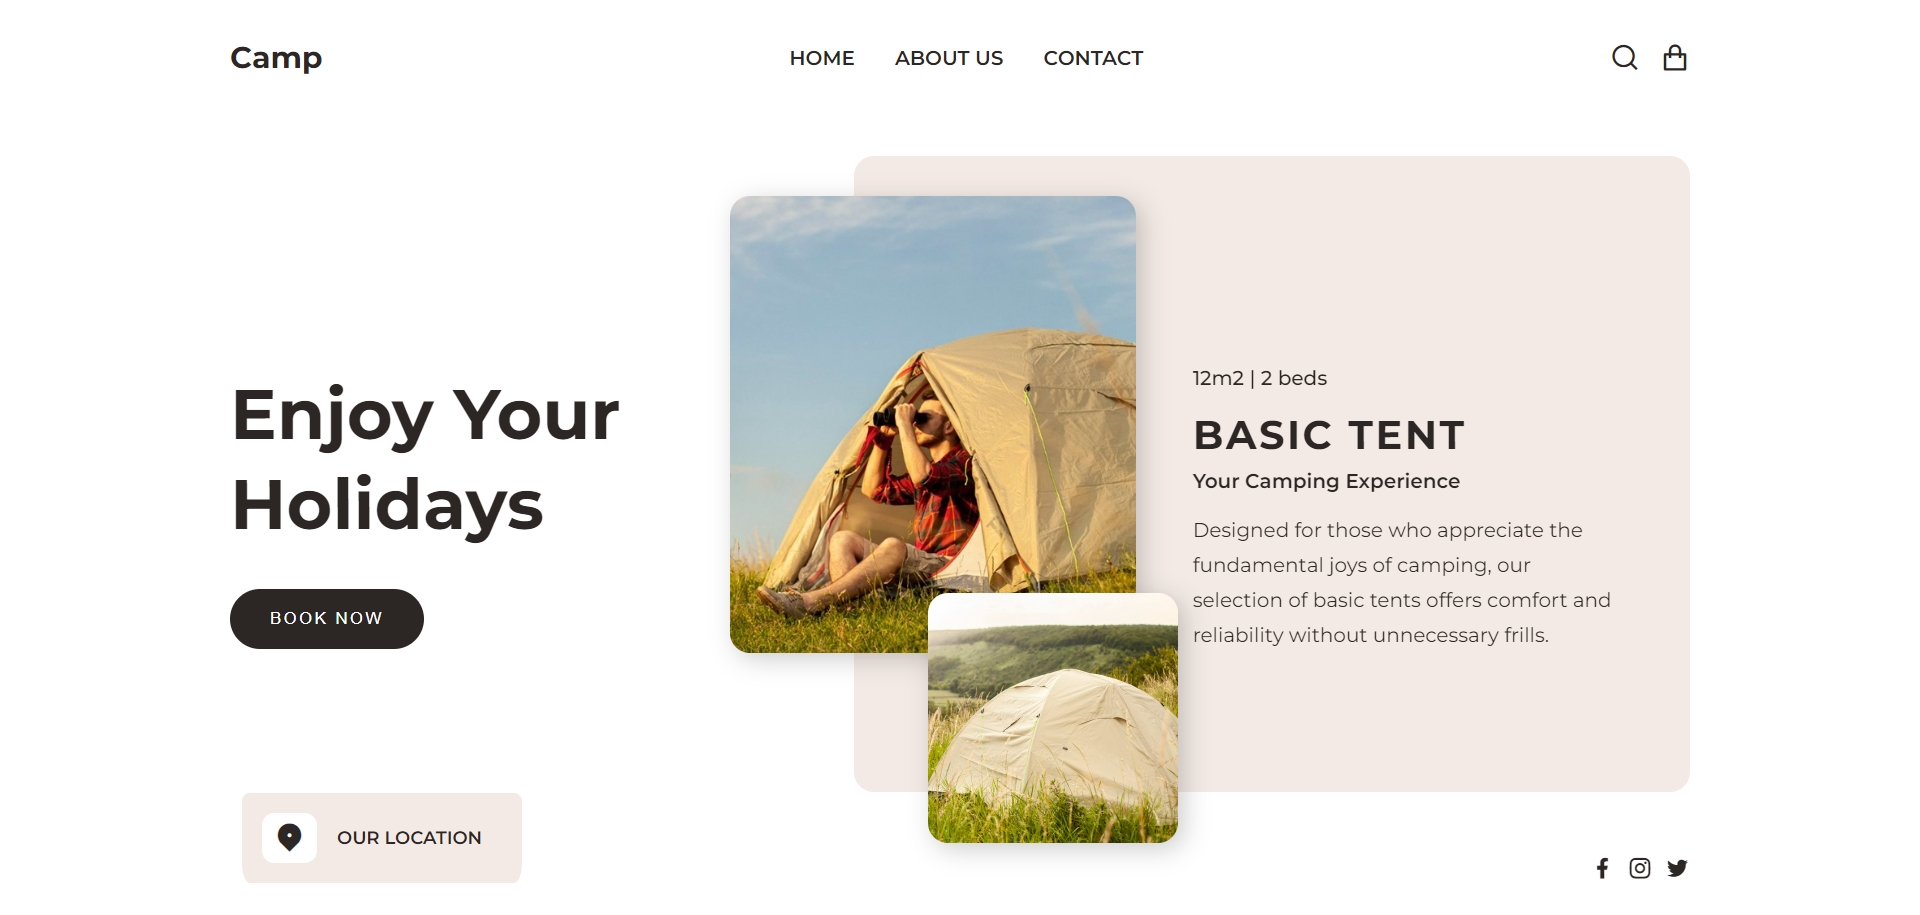 Camp
HOME
ABOUT US
CONTACT
Enjoy Your
Holidays
BOOK NOW
12m2 | 2 beds
BASIC TENT
Your Camping Experience
Designed for those who appreciate the
fundamental joys of camping, our
selection of basic tents offers comfort and
reliability without unnecessary frills.
OUR LOCATION